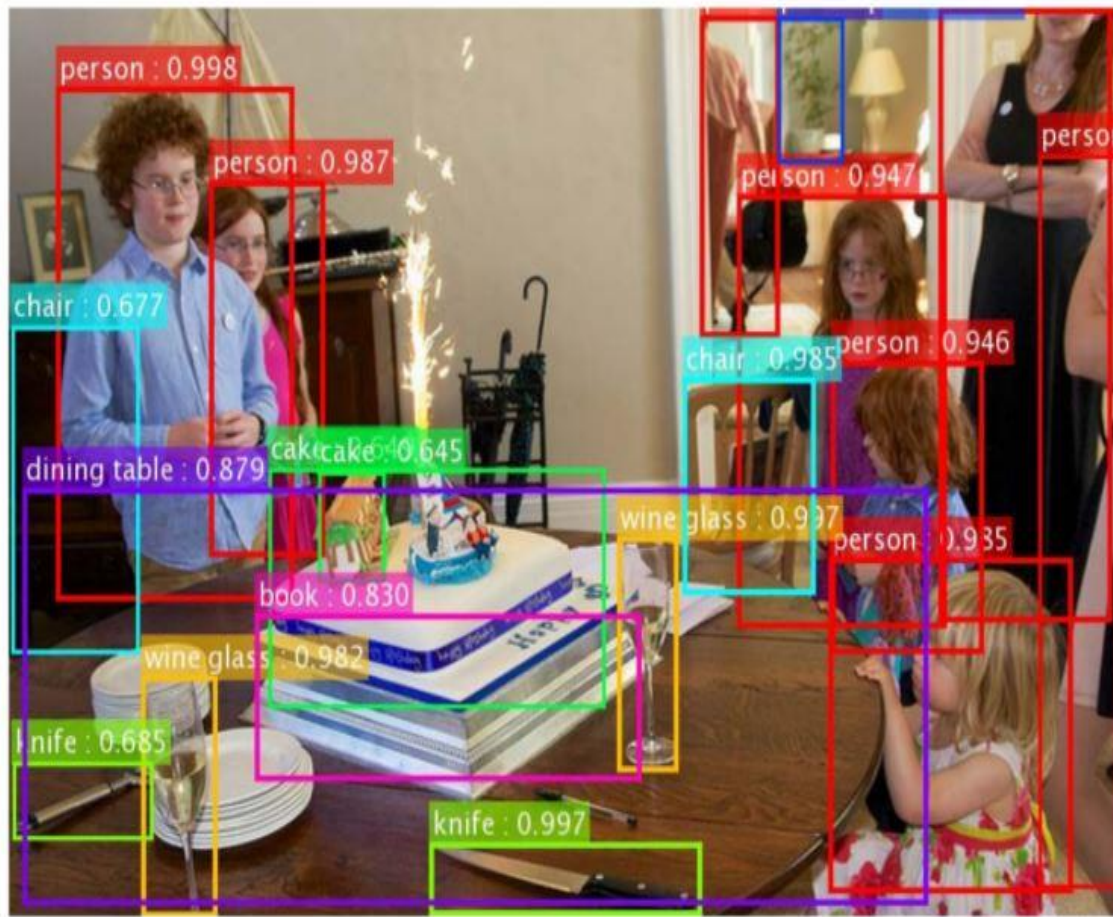 person : 0.998
person : 0.987
person : 0.947
chair : 0.677
person : 0.946
chair : 0.985
cake
cake : 0.645
dining table : 0.879
wine glass : 0.997
person : 0.985
book : 0.830
wine glass : 0.982
knife : 0.685
knife : 0.997